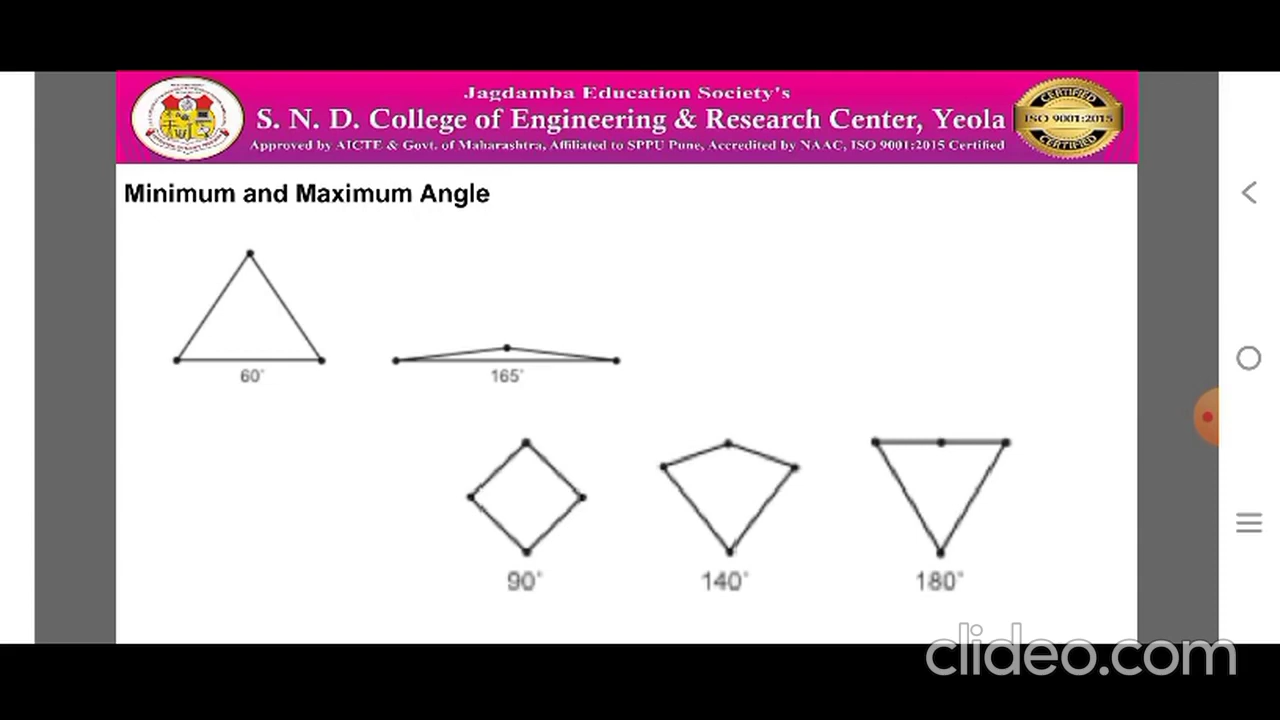 Jagdamba Education Society's
S. N. D. College of Engineering & Research Center, Yeola
Approved by AICTE & Govt. of Maharashtra, Affiliated to SPPU Pune, Accredited by NAAC, ISO 9001:2015 Certified
CERTIFIED
ISO 9001:2015
CERTIFIED
Minimum and Maximum Angle
60°
165°
90°
140°
180°
clideo.com